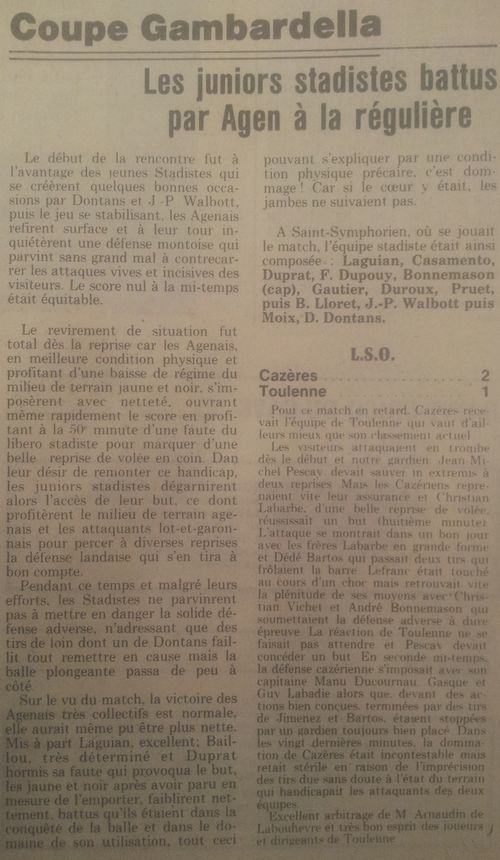 Coupe Gambardella
Les juniors stadistes battus
par Agen à la régulière
Le début de la rencontre fut à
l'avantage des jeunes Stadistes qui
se créèrent quelques bonnes occa-
sions par Dontans et J.-P. Walbott,
puis le jeu se stabilisant, les Agenais
refirent surface et à leur tour in-
quiétèrent une défense montoise qui
parvint sans grand mal à contrecar-
rer les attaques vives et incisives des
visiteurs. Le score nul à la mi-temps
était équitable.
Le revirement de situation fut
total dès la reprise car les Agenais,
en meilleure condition physique et
profitant d'une baisse de régime du
milieu de terrain jaune et noir, s'im-
posèrent avec netteté, ouvrant
même rapidement le score en profi-
tant à la 50e minute d'une faute du
libero stadiste pour marquer d'une
belle reprise de volée en coin. Dan
leur désir de remonter ce handicap,
les juniors stadistes dégarnirent
alors l'accès de leur but, ce dont
profitèrent le milieu de terrain age-
nais et les attaquants lot-et-garon-
nais pour percer à diverses reprises
la défense landaise qui s'en tira à
bon compte.
Pendant ce temps et malgré leurs
efforts, les Stadistes ne parvinrent
pas à mettre en danger la solide dé-
fense adverse, n'adressant que des
tirs de loin dont un de Dontans fail-
lit tout remettre en cause mais la
balle plongeante passa de peu à
côté.
Sur le vu du match, la victoire des
Agenais très collectifs est normale,
elle aurait même pu être plus nette.
Mis à part Laguian, excellent; Bail-
lou, très déterminé et Duprat
hormis sa faute qui provoqua le but,
les jaune et noir après avoir paru en
mesure de l'emporter, faiblirent net-
tement, battus qu'ils étaient dans la
conquête de la balle et dans le do-
maine de son utilisation, tout ceci
pouvant s'expliquer par une condi-
tion physique précaire, c'est dom-
mage! Car si le cœur y était, les
jambes ne suivaient pas.
A Saint-Symphorien, où se jouait
le match, l'équipe stadiste était ainsi
composée : Laguian, Casamento,
Duprat, F. Dupouy, Bonnemason
(cap), Gautier, Duroux, Pruet,
puis B. Lloret, J.-P. Walbott puis
Moix, D. Dontans.
L.S.O.
Cazères ........................ 2
Toulenne ........................ 1
Pour ce match en retard, Cazères rece-
vait l'équipe de Toulenne qui vaut d'ail-
leurs mieux que son classement actuel
Les visiteurs attaquaient en trombe
dès le début et notre gardien Jean-Mi-
chel Pescay devait sauver in extremis à
deux reprises Mais les Cazériens repre-
naient vite leur assurance et Christian
Labarbe, d'une belle reprise de volée,
réussissait un but (huitième minute).
L'attaque se montrait dans un bon jour
avec les frères Labarbe en grande forme
et Dédé Bartos qui passait deux tirs qui
frôlaient la barre Lefranc était touché
au cours d'un choc mais retrouvait vite
la plénitude de ses moyens avec Chris-
tian Vichet et André Bonnemason qui
soumettaient la défense adverse à dure
épreuve La réaction de Toulenne ne se
faisait pas attendre et Pescay devait
concéder un but En seconde mi-temps,
la défense cazérienne s'imposait avec son
capitaine Manu Ducournau Gasque et
Guy Labadie alors que, devant des ac-
tions bien conçues, terminées par des tirs
de Jimenez et Bartos, étaient stoppées
par un gardien toujours bien placé Dans
les vingt dernières minutes, la domina-
tion de Cazères était incontestable mais
retait stérile en raison de l'imprécision
des tirs due sans doute à l'état du terrain
qui handicapait les attaquants des deux
équipes
Excellent arbitrage de M Arnaudin de
Labouheyre et très bon esprit des joueurs
et dirigeants de Toulenne